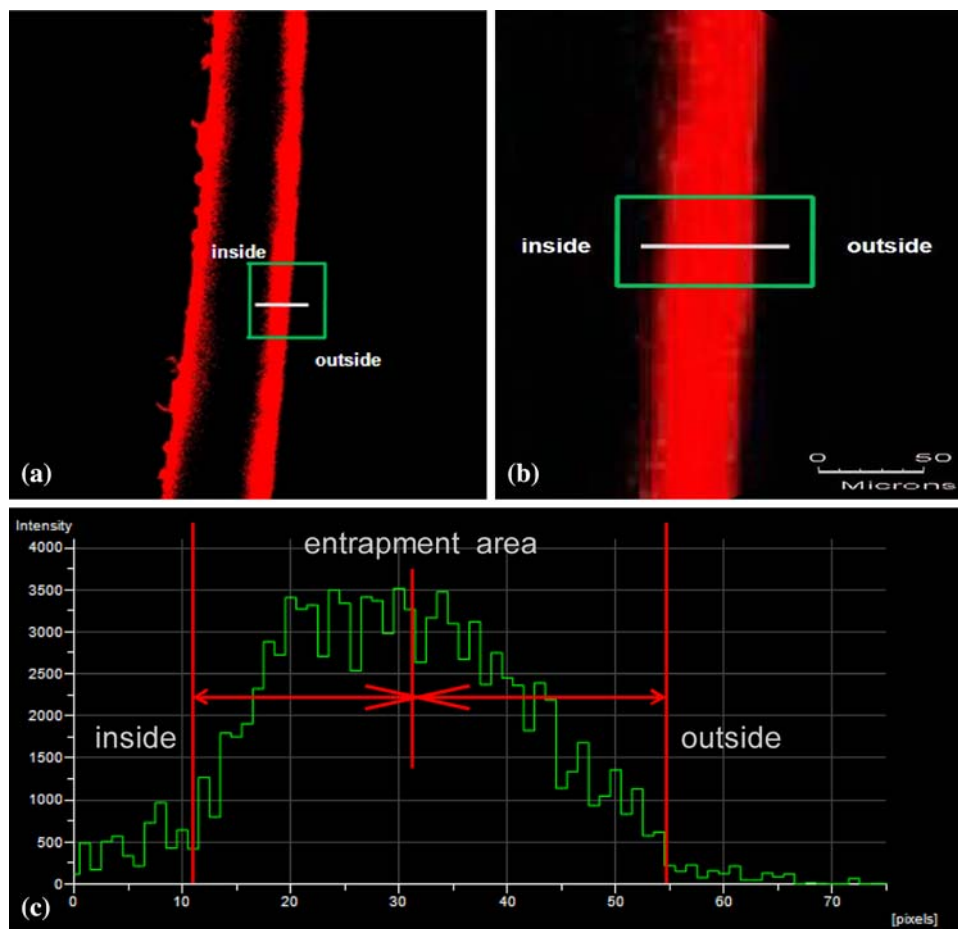 inside
outside
(a)
inside
outside
0 50
Microns
(b)
Intensity
entrapment area
4000
3500
3000
2500
2000
1500
1000
500
0
inside
outside
0 10 20 30 40 50 60 70
[pixels]
(c)